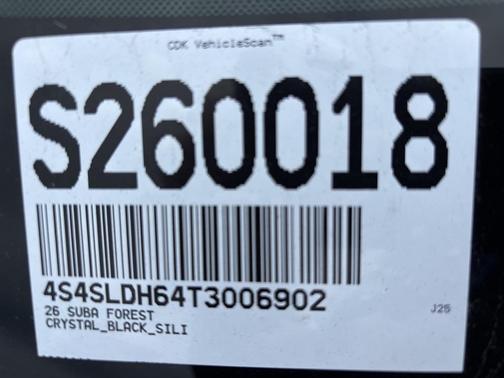 CDK VehicleScan™
S260018
4S4SLDH64T3006902
26 SUBA FOREST
J25
CRYSTAL_BLACK_SILI